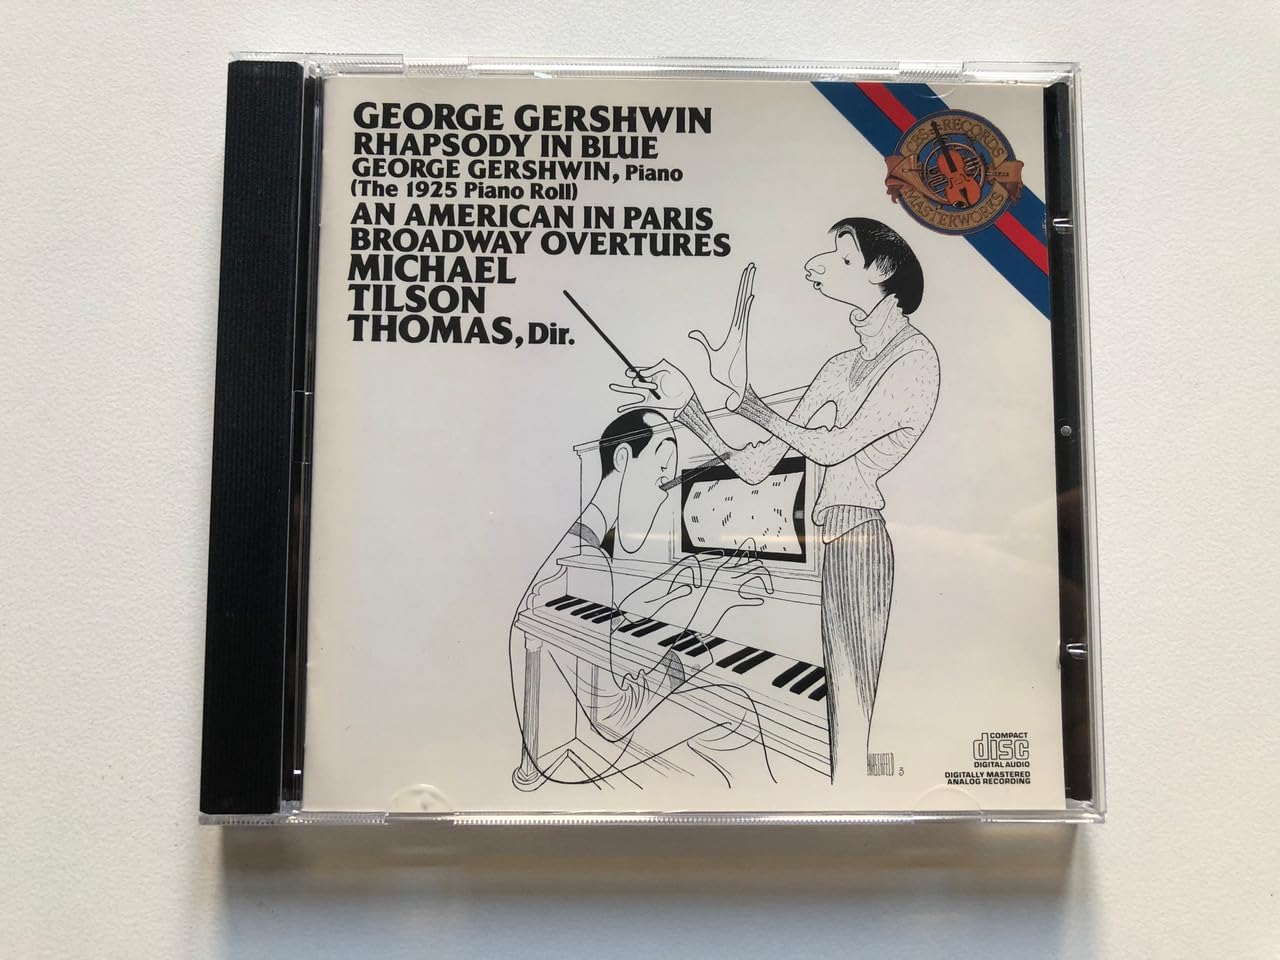 GEORGE GERSHWIN
RHAPSODY IN BLUE
GEORGE GERSHWIN, Piano
(The 1925 Piano Roll)
AN AMERICAN IN PARIS
BROADWAY OVERTURES
MICHAEL
TILSON
THOMAS, Dir.
CBS RECORDS
MASTERWORKS
HIRSCHFELD 3
COMPACT
disc
DIGITAL AUDIO
DIGITALLY MASTERED
ANALOG RECORDING